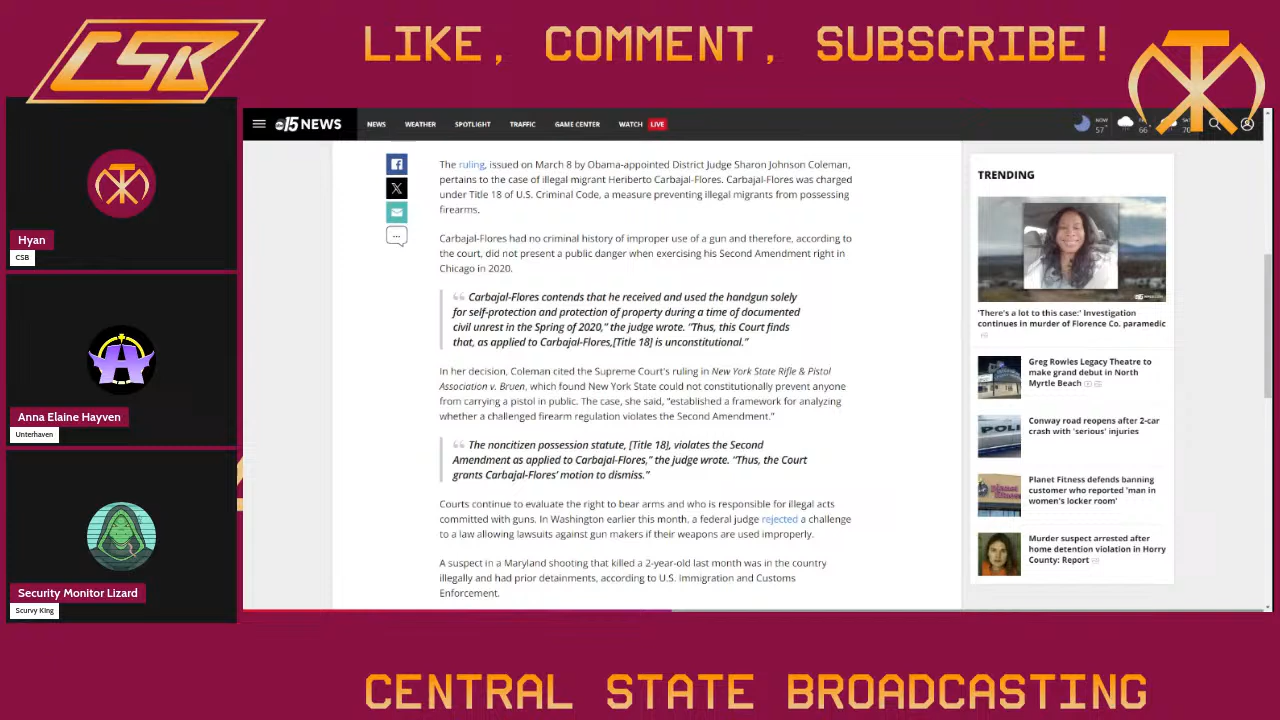 CSB
LIKE, COMMENT, SUBSCRIBE!
Hyan
CSB
Anna Elaine Hayven
Unterhaven
Security Monitor Lizard
Scurvy King
15 NEWS
NEWS
WEATHER
SPOTLIGHT
TRAFFIC
GAME CENTER
WATCH LIVE
NOW
57°
66°
70°
The ruling, issued on March 8 by Obama-appointed District Judge Sharon Johnson Coleman,
pertains to the case of illegal migrant Heriberto Carbajal-Flores. Carbajal-Flores was charged
under Title 18 of U.S. Criminal Code, a measure preventing illegal migrants from possessing
firearms.
Carbajal-Flores had no criminal history of improper use of a gun and therefore, according to
the court, did not present a public danger when exercising his Second Amendment right in
Chicago in 2020.
“ Carbajal-Flores contends that he received and used the handgun solely
for self-protection and protection of property during a time of documented
civil unrest in the Spring of 2020,” the judge wrote. “Thus, this Court finds
that, as applied to Carbajal-Flores,[Title 18] is unconstitutional.”
In her decision, Coleman cited the Supreme Court's ruling in New York State Rifle & Pistol
Association v. Bruen, which found New York State could not constitutionally prevent anyone
from carrying a pistol in public. The case, she said, "established a framework for analyzing
whether a challenged firearm regulation violates the Second Amendment."
“ The noncitizen possession statute, [Title 18], violates the Second
Amendment as applied to Carbajal-Flores,” the judge wrote. “Thus, the Court
grants Carbajal-Flores’ motion to dismiss.”
Courts continue to evaluate the right to bear arms and who is responsible for illegal acts
committed with guns. In Washington earlier this month, a federal judge rejected a challenge
to a law allowing lawsuits against gun makers if their weapons are used improperly.
A suspect in a Maryland shooting that killed a 2-year-old last month was in the country
illegally and had prior detainments, according to U.S. Immigration and Customs
Enforcement.
TRENDING
'There's a lot to this case:' Investigation
continues in murder of Florence Co. paramedic
Greg Rowles Legacy Theatre to
make grand debut in North
Myrtle Beach
Conway road reopens after 2-car
crash with 'serious' injuries
Planet Fitness defends banning
customer who reported 'man in
women's locker room'
Murder suspect arrested after
home detention violation in Horry
County: Report
CENTRAL STATE BROADCASTING